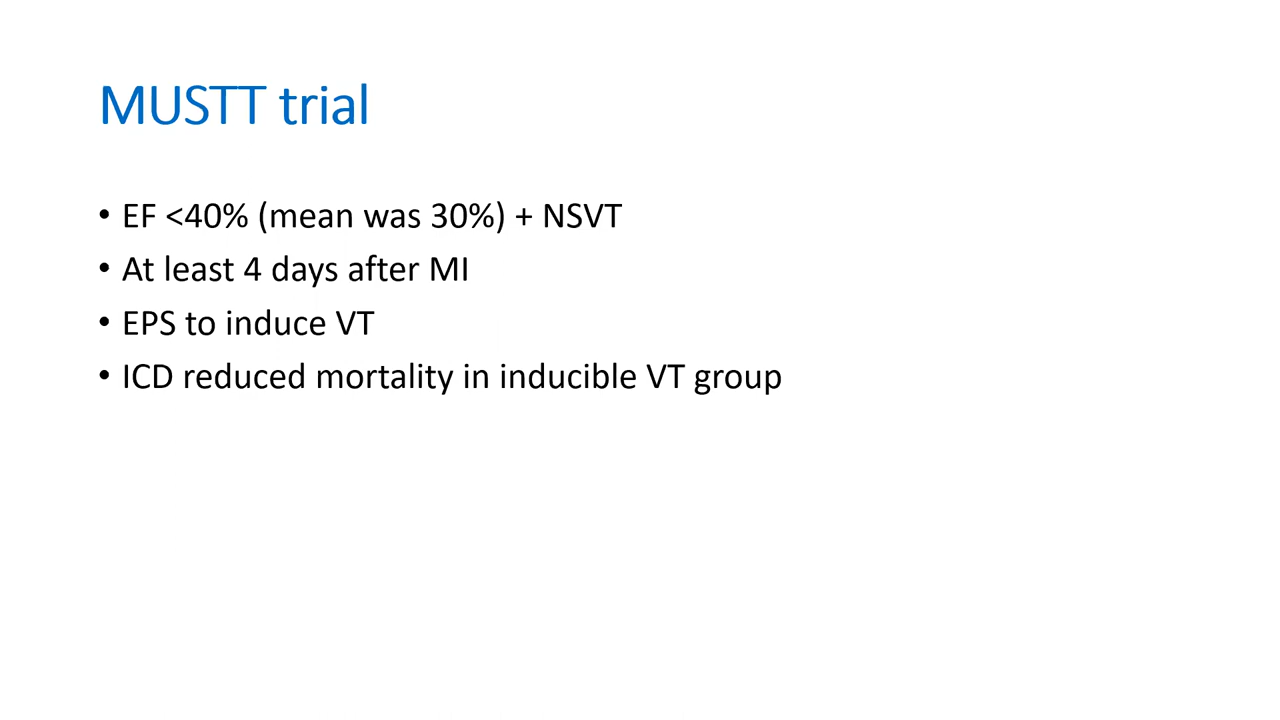 MUSTT trial
• EF <40% (mean was 30%) + NSVT
• At least 4 days after MI
• EPS to induce VT
• ICD reduced mortality in inducible VT group